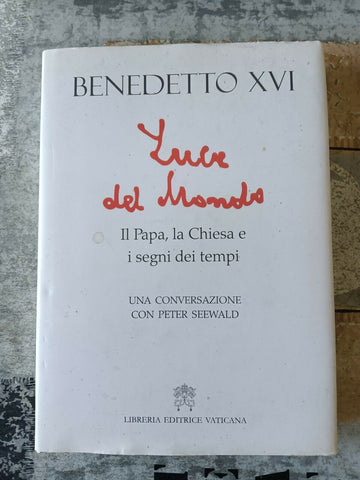 BENEDETTO XVI
Luce
del Mondo
Il Papa, la Chiesa e
i segni dei tempi
UNA CONVERSAZIONE
CON PETER SEEWALD
LIBRERIA EDITRICE VATICANA